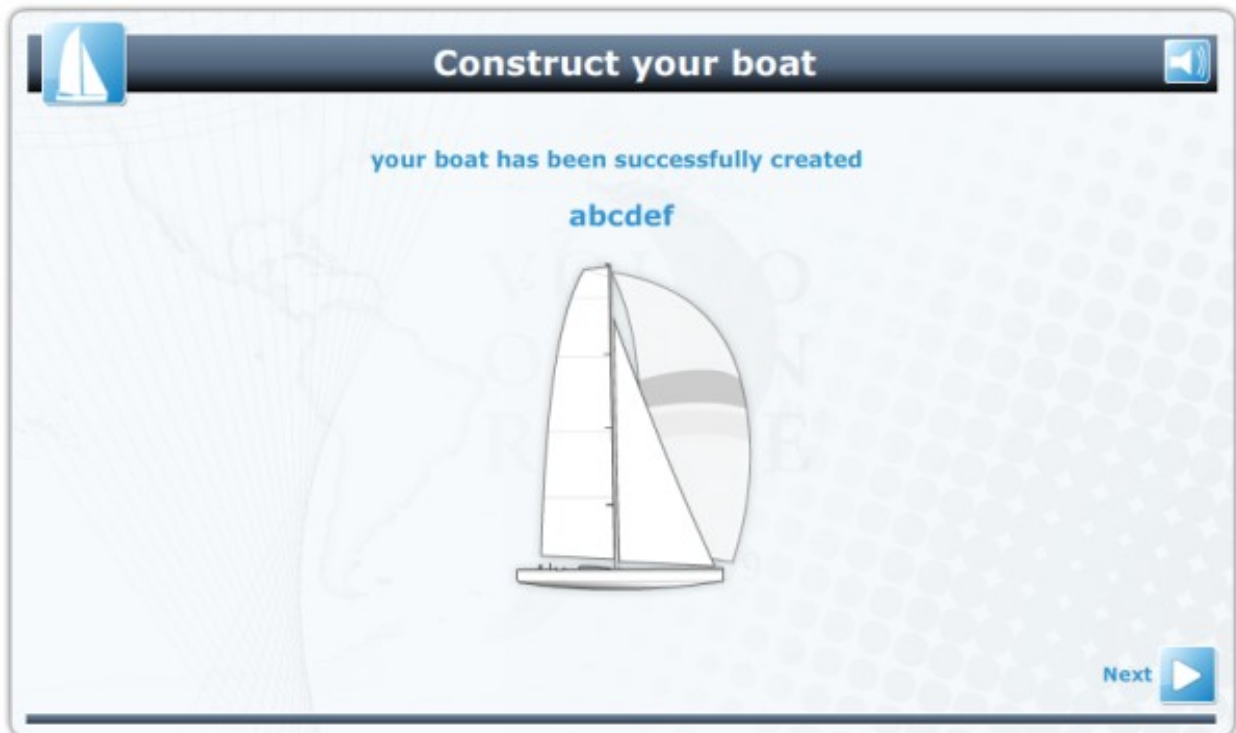 Construct your boat
your boat has been successfully created
abcdef
Next